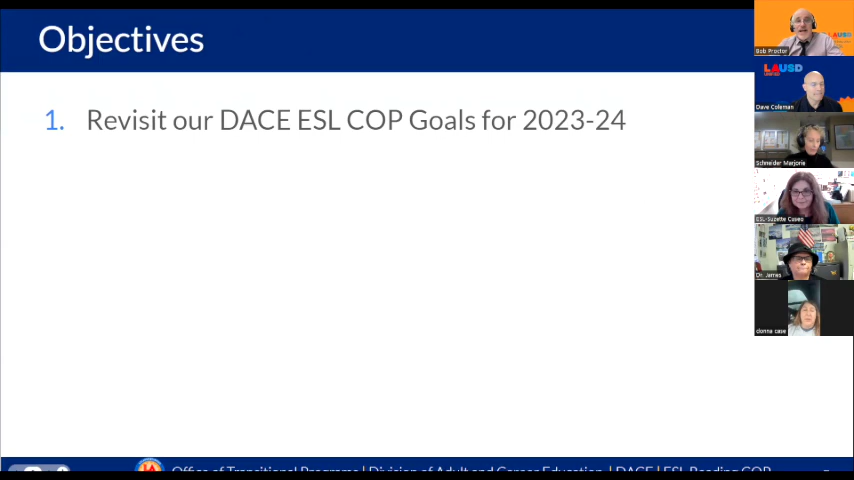 Objectives
1. Revisit our DACE ESL COP Goals for 2023-24
Bob Proctor
LAUSD
UNIFIED
Dave Coleman
Schneider Marjorie
ESL-Suzette Casas
Dr. James
donna case
Office of Transitional Programs | Division of Adult and Career Education | DACE | ESL Reading COP